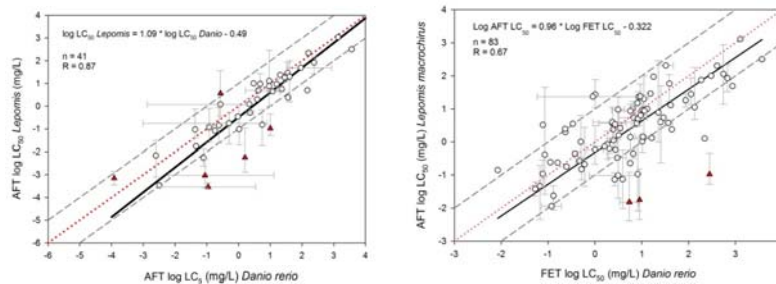 log LC50 Lepomis = 1.09 * log LC50 Danio - 0.49
n = 41
R = 0.87
AFT log LC50 Lepomis (mg/L)
4
3
2
1
0
-1
-2
-3
-4
-5
-6
-6 -5 -4 -3 -2 -1 0 1 2 3 4
AFT log LC5 (mg/L) Danio rerio
Log AFT LC50 = 0.96 * Log FET LC50 - 0.322
n = 83
R = 0.67
AFT log LC50 (mg/L) Lepomis macrochirus
4
3
2
1
0
-1
-2
-3
-3 -2 -1 0 1 2 3 4
FET log LC50 (mg/L) Danio rerio